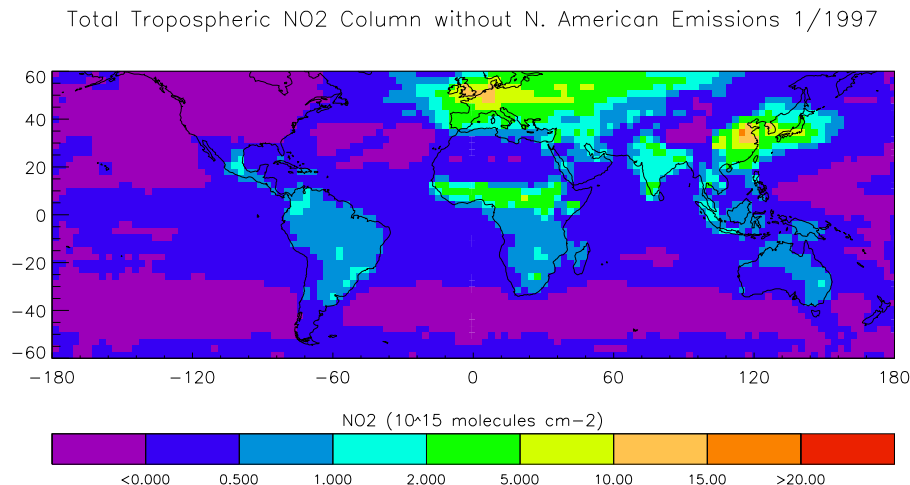 Total Tropospheric NO2 Column without N. American Emissions 1/1997
60
40
20
0
−20
−40
−60
−180 −120 −60 0 60 120 180
NO2 (10^15 molecules cm−2)
<0.000 0.500 1.000 2.000 5.000 10.00 15.00 >20.00